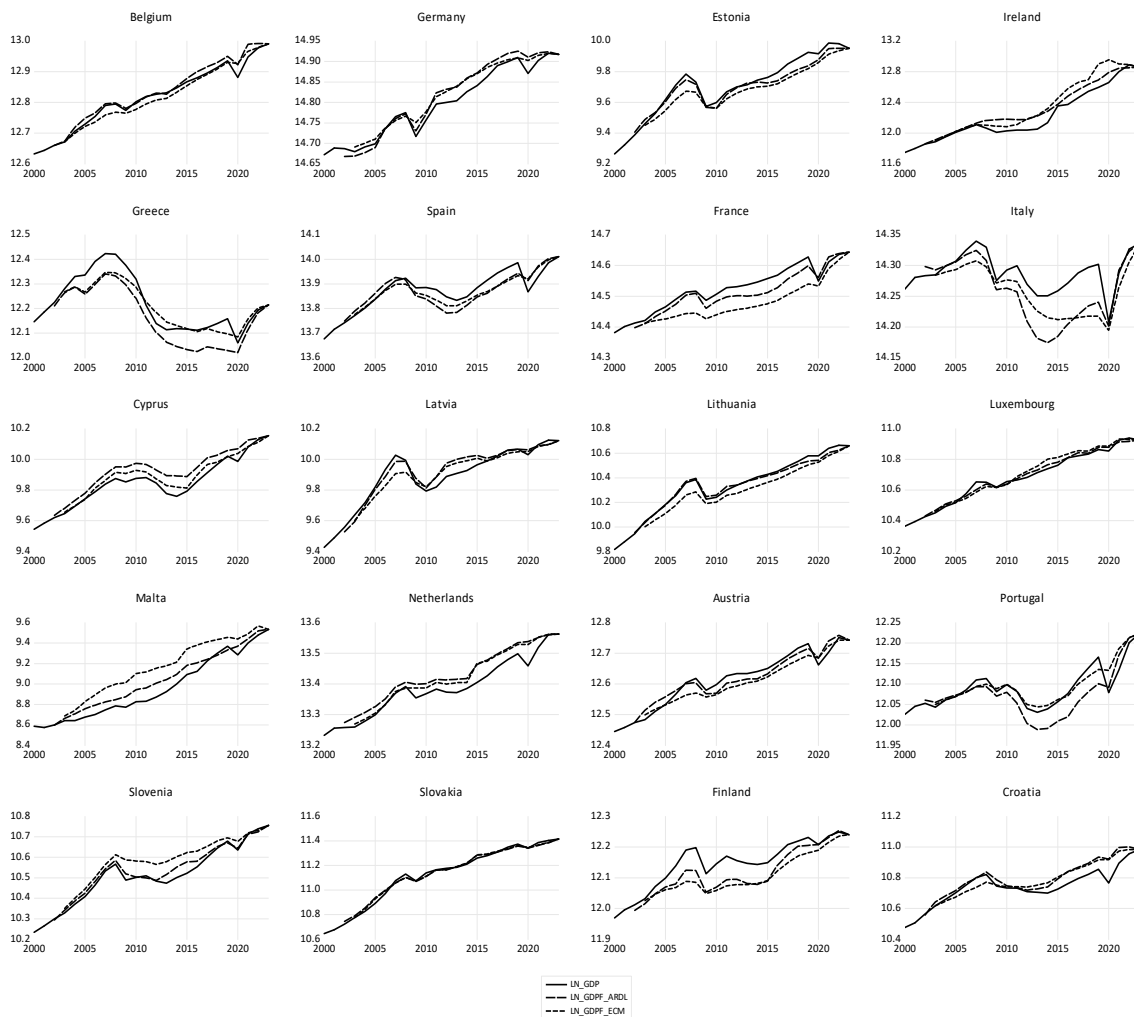 Belgium
13.0
12.9
12.8
12.7
12.6
2000 2005 2010 2015 2020
Germany
14.95
14.90
14.85
14.80
14.75
14.70
14.65
2000 2005 2010 2015 2020
Estonia
10.0
9.8
9.6
9.4
9.2
2000 2005 2010 2015 2020
Ireland
13.2
12.8
12.4
12.0
11.6
2000 2005 2010 2015 2020
Greece
12.5
12.4
12.3
12.2
12.1
12.0
2000 2005 2010 2015 2020
Spain
14.1
14.0
13.9
13.8
13.7
13.6
2000 2005 2010 2015 2020
France
14.7
14.6
14.5
14.4
14.3
2000 2005 2010 2015 2020
Italy
14.35
14.30
14.25
14.20
14.15
2000 2005 2010 2015 2020
Cyprus
10.2
10.0
9.8
9.6
9.4
2000 2005 2010 2015 2020
Latvia
10.2
10.0
9.8
9.6
9.4
2000 2005 2010 2015 2020
Lithuania
10.8
10.6
10.4
10.2
10.0
9.8
2000 2005 2010 2015 2020
Luxembourg
11.0
10.8
10.6
10.4
10.2
2000 2005 2010 2015 2020
Malta
9.6
9.4
9.2
9.0
8.8
8.6
8.4
2000 2005 2010 2015 2020
Netherlands
13.6
13.5
13.4
13.3
13.2
2000 2005 2010 2015 2020
Austria
12.8
12.7
12.6
12.5
12.4
2000 2005 2010 2015 2020
Portugal
12.25
12.20
12.15
12.10
12.05
12.00
11.95
2000 2005 2010 2015 2020
Slovenia
10.8
10.7
10.6
10.5
10.4
10.3
10.2
2000 2005 2010 2015 2020
Slovakia
11.6
11.4
11.2
11.0
10.8
10.6
2000 2005 2010 2015 2020
Finland
12.3
12.2
12.1
12.0
11.9
2000 2005 2010 2015 2020
Croatia
11.2
11.0
10.8
10.6
10.4
2000 2005 2010 2015 2020
LN_GDP
LN_GDPF_ARDL
LN_GDPF_ECM